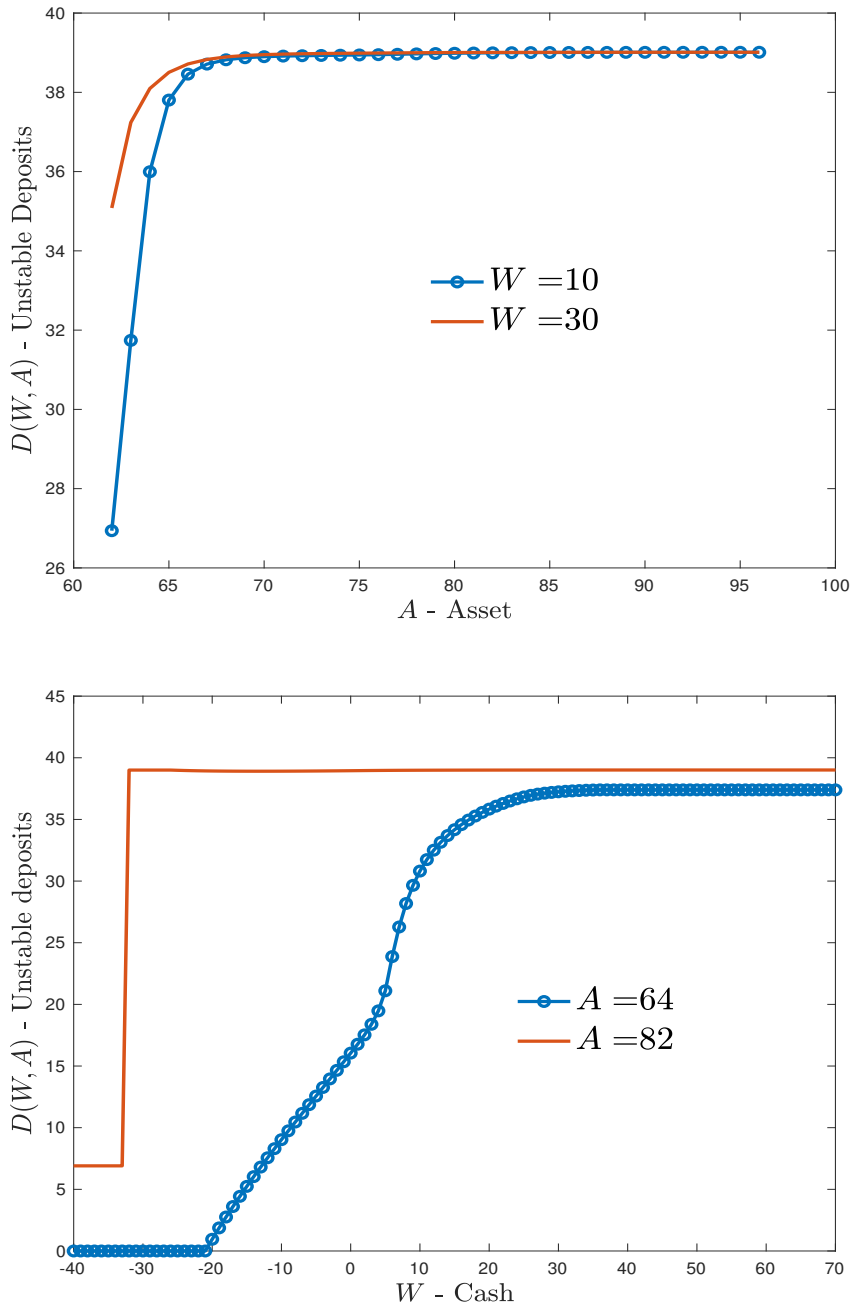 40
38
36
34
32
30
28
26
D(W, A) - Unstable Deposits
W =10
W =30
60 65 70 75 80 85 90 95 100
A - Asset
45
40
35
30
25
20
15
10
5
0
D(W, A) - Unstable deposits
A =64
A =82
-40 -30 -20 -10 0 10 20 30 40 50 60 70
W - Cash